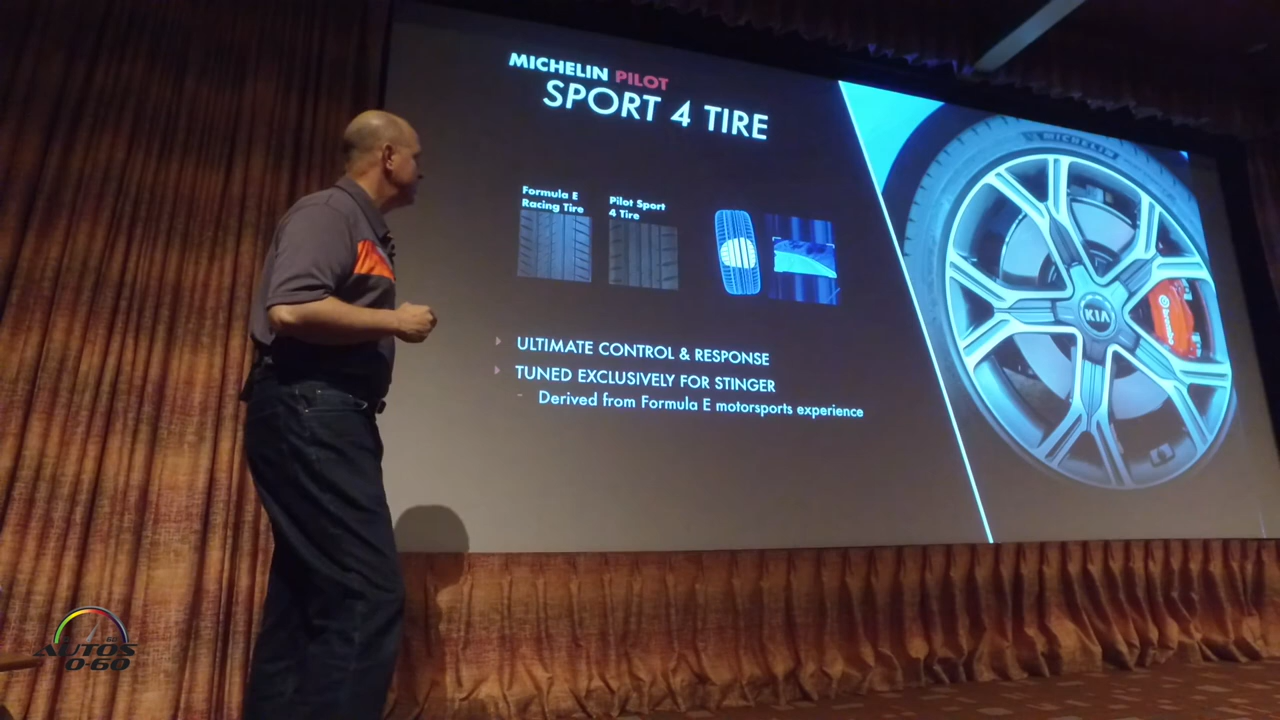 MICHELIN PILOT
SPORT 4 TIRE
Formula E
Racing Tire
Pilot Sport
4 Tire
ULTIMATE CONTROL & RESPONSE
TUNED EXCLUSIVELY FOR STINGER
- Derived from Formula E motorsports experience
MICHELIN
KIA
brembo
AUTOS
0-60